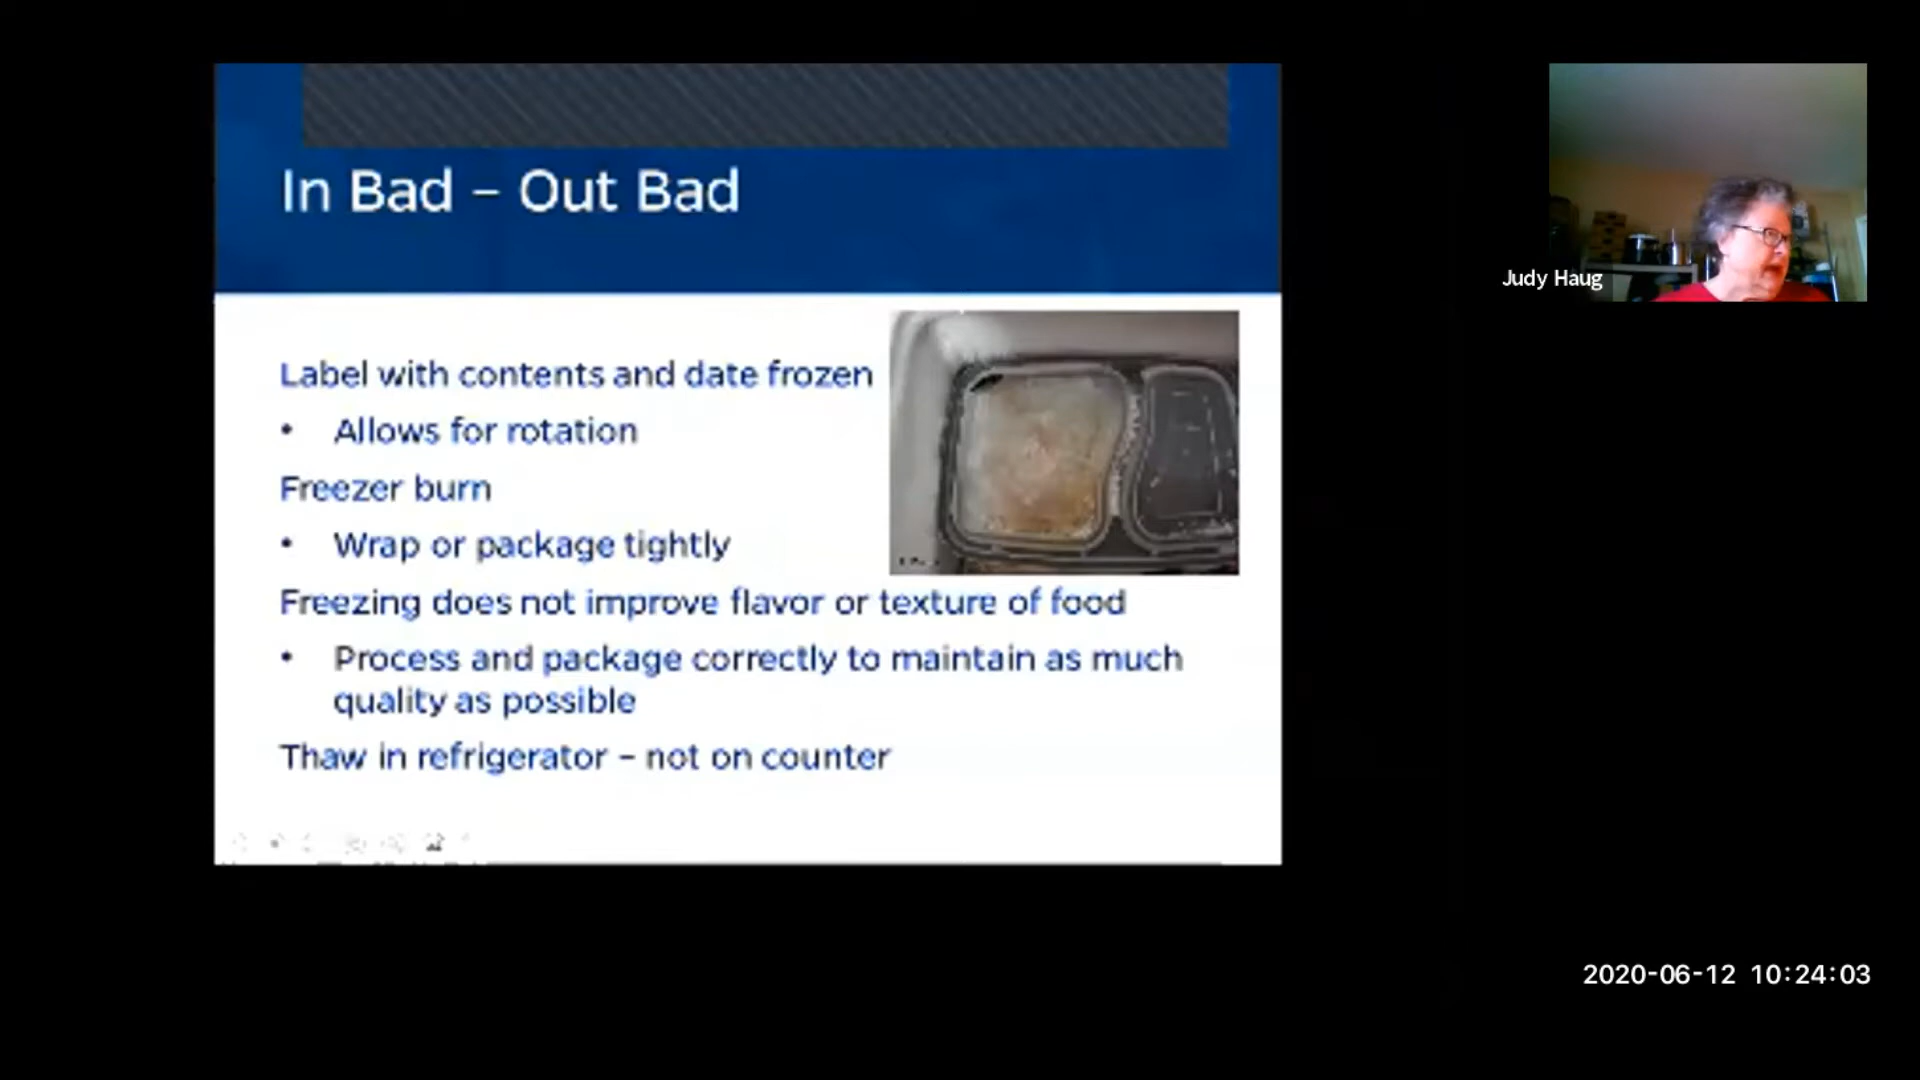 In Bad – Out Bad
Label with contents and date frozen
• Allows for rotation
Freezer burn
• Wrap or package tightly
Freezing does not improve flavor or texture of food
• Process and package correctly to maintain as much
quality as possible
Thaw in refrigerator – not on counter
Judy Haug
2020-06-12 10:24:03